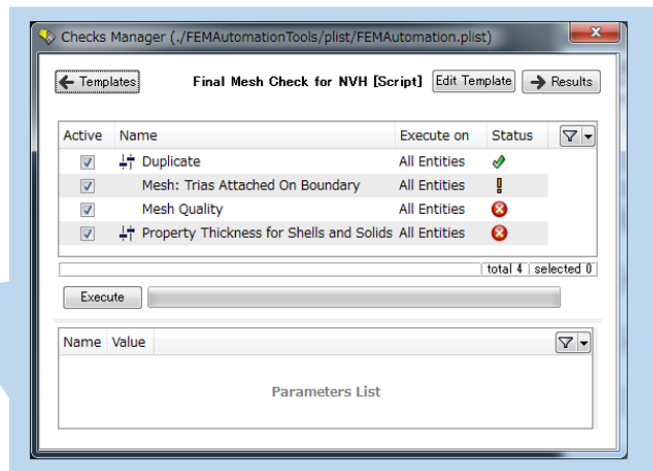 Checks Manager (./FEMAutomationTools/plist/FEMAutomation.plist)
Templates Final Mesh Check for NVH [Script] Edit Template Results
Active Name Execute on Status
Duplicate All Entities
Mesh: Trias Attached On Boundary All Entities
Mesh Quality All Entities
Property Thickness for Shells and Solids All Entities
total 4 selected 0
Execute
Name Value
Parameters List